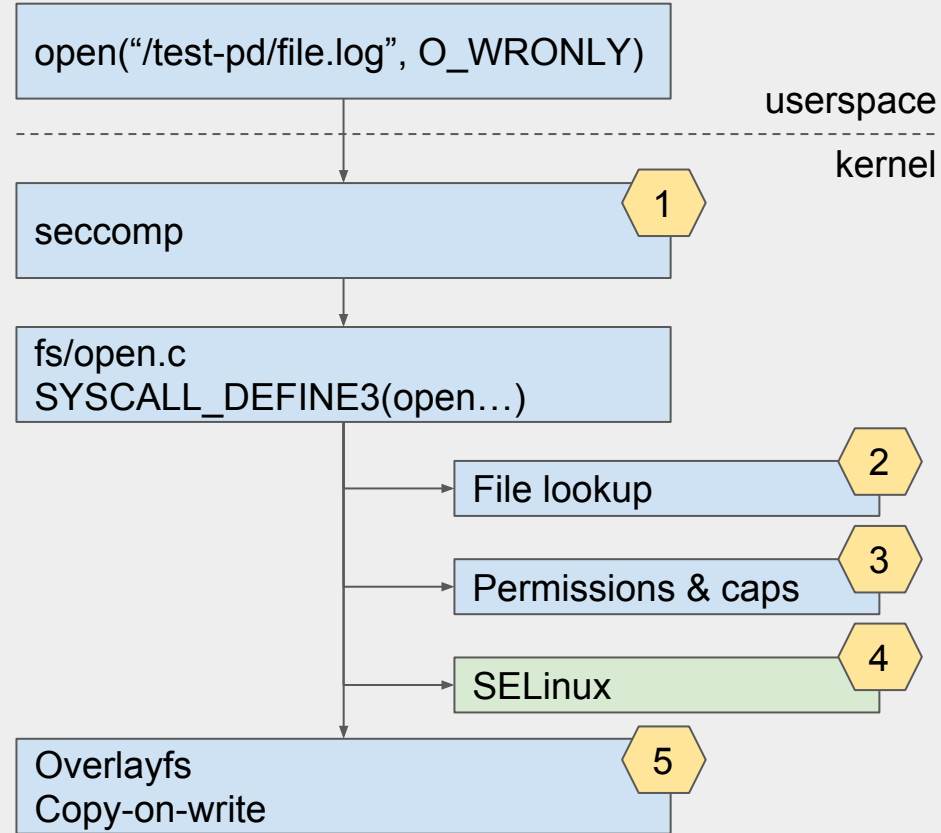 open(“/test-pd/file.log”, O_WRONLY)
userspace
kernel
1
seccomp
fs/open.c
SYSCALL_DEFINE3(open…)
2
File lookup
3
Permissions & caps
4
SELinux
5
Overlayfs
Copy-on-write